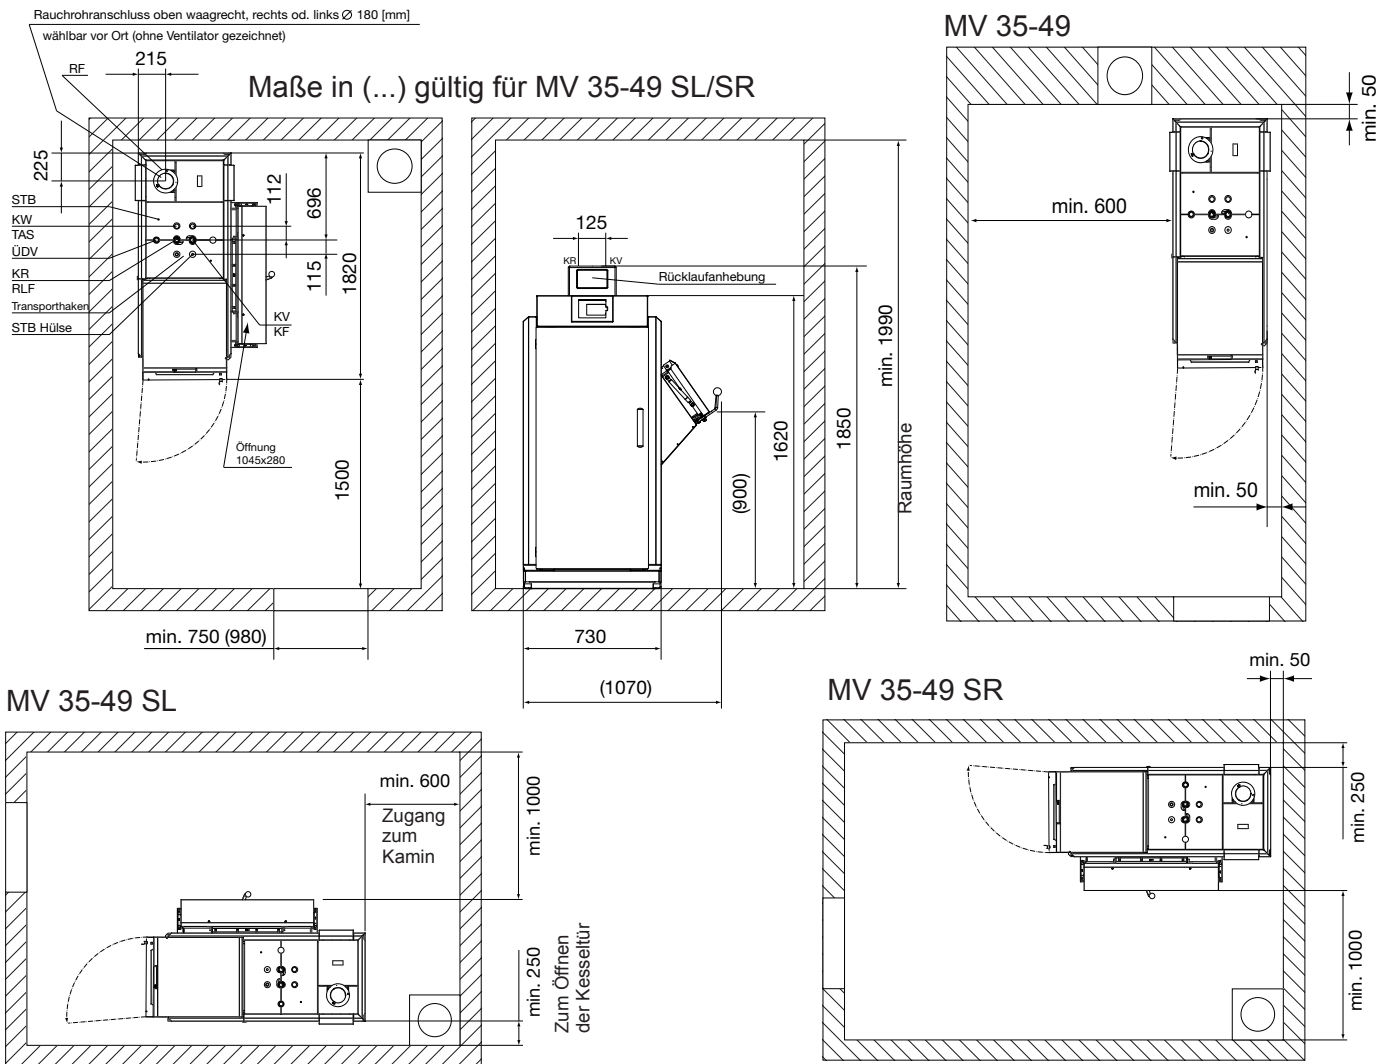 Rauchrohranschluss oben waagrecht, rechts od. links Ø 180 [mm]
wählbar vor Ort (ohne Ventilator gezeichnet)
215
RF
Maße in (...) gültig für MV 35-49 SL/SR
225
STB
KW
TAS
ÜDV
KR
RLF
Transporthaken
STB Hülse
112
696
115
1820
KV
KF
Öffnung
1045x280
1500
min. 750 (980)
125
KR
KV
Rücklaufanhebung
min. 1990
Raumhöhe
1850
1620
(900)
730
(1070)
MV 35-49
min. 50
min. 600
min. 50
MV 35-49 SL
min. 600
Zugang
zum
Kamin
min. 1000
min. 250
Zum Öffnen
der Kesseltür
MV 35-49 SR
min. 50
min. 250
min. 1000